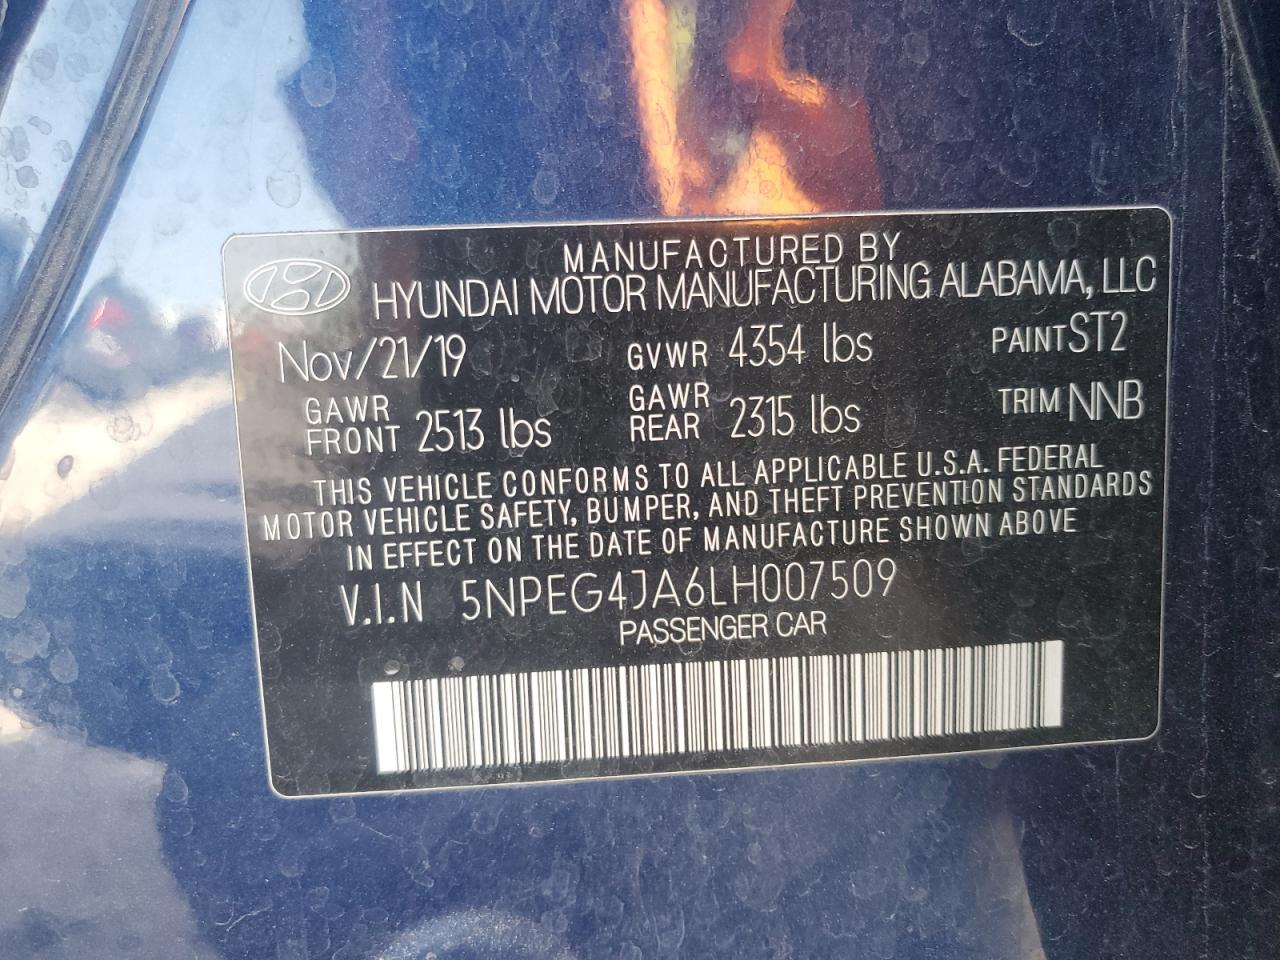 MANUFACTURED BY
HYUNDAI MOTOR MANUFACTURING ALABAMA, LLC
Nov/21/19 GVWR 4354 lbs PAINT ST2
GAWR FRONT 2513 lbs GAWR REAR 2315 lbs TRIM NNB
THIS VEHICLE CONFORMS TO ALL APPLICABLE U.S.A. FEDERAL
MOTOR VEHICLE SAFETY, BUMPER, AND THEFT PREVENTION STANDARDS
IN EFFECT ON THE DATE OF MANUFACTURE SHOWN ABOVE
V.I.N 5NPEG4JA6LH007509
PASSENGER CAR